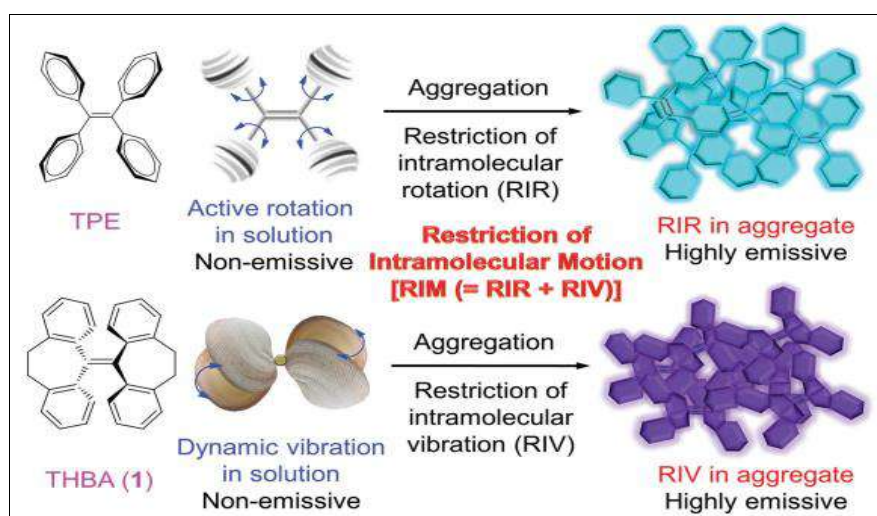 TPE
Active rotation
in solution
Non-emissive
Aggregation
Restriction of
intramolecular
rotation (RIR)
RIR in aggregate
Highly emissive
Restriction of
Intramolecular Motion
[RIM (= RIR + RIV)]
THBA (1)
Dynamic vibration
in solution
Non-emissive
Aggregation
Restriction of
intramolecular
vibration (RIV)
RIV in aggregate
Highly emissive